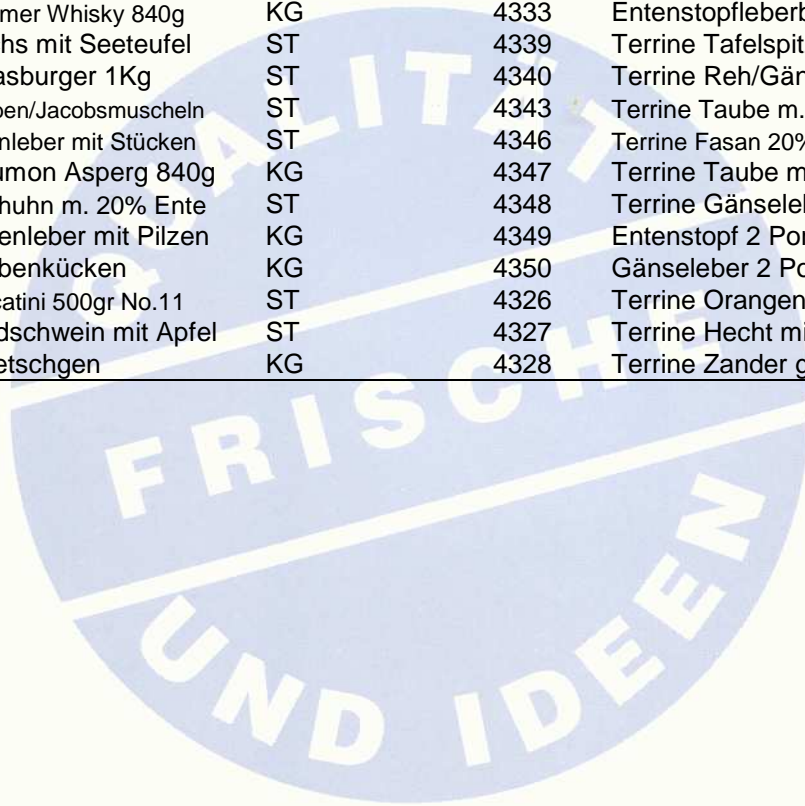 mer Whisky 840g KG 4333 Entenstopfleberb
hs mit Seeteufel ST 4339 Terrine Tafelspit
asburger 1Kg ST 4340 Terrine Reh/Gän
ben/Jacobsmuscheln ST 4343 Terrine Taube m.
nleber mit Stücken ST 4346 Terrine Fasan 20%
umon Asperg 840g KG 4347 Terrine Taube m
huhn m. 20% Ente ST 4348 Terrine Gänselel
enleber mit Pilzen KG 4349 Entenstopf 2 Por
benkücken KG 4350 Gänseleber 2 Po
catini 500gr No.11 ST 4326 Terrine Orangen
dschwein mit Apfel ST 4327 Terrine Hecht mi
etschgen KG 4328 Terrine Zander g
QUALITÄT
FRISCHE
UND IDEEN